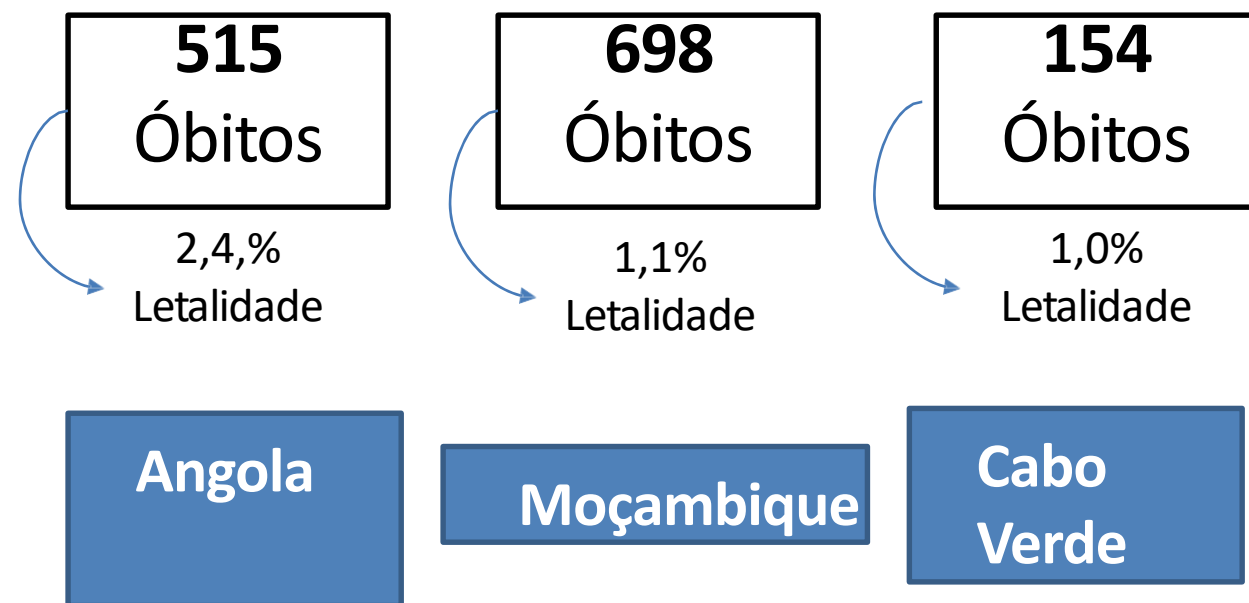 515
Óbitos
2,4,%
Letalidade
698
Óbitos
1,1%
Letalidade
154
Óbitos
1,0%
Letalidade
Angola
Moçambique
Cabo
Verde